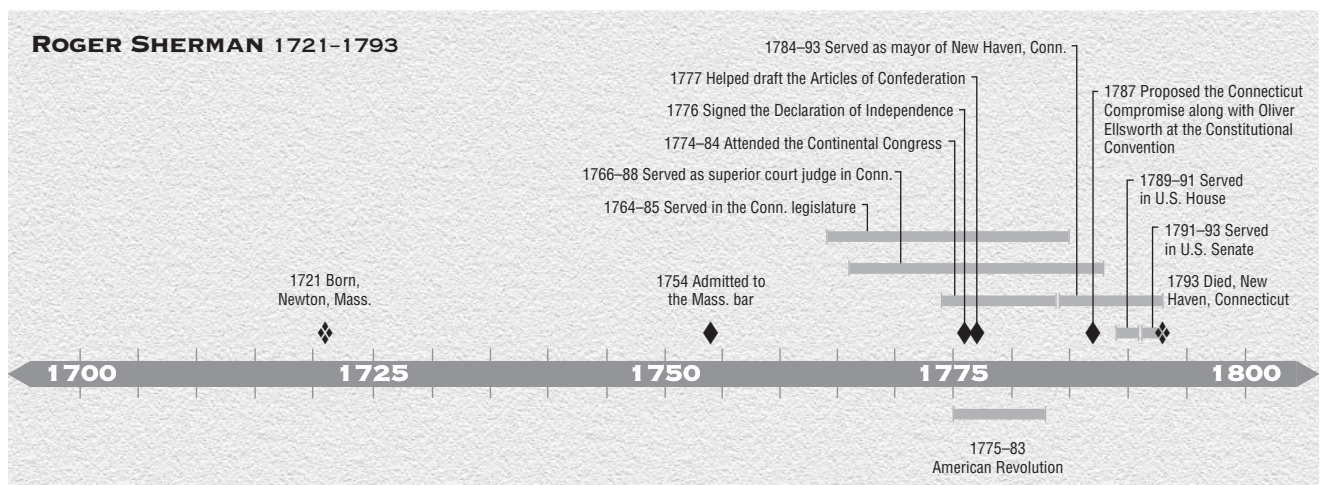 ROGER SHERMAN 1721–1793
1784–93 Served as mayor of New Haven, Conn.
1777 Helped draft the Articles of Confederation
1776 Signed the Declaration of Independence
1774–84 Attended the Continental Congress
1766–88 Served as superior court judge in Conn.
1764–85 Served in the Conn. legislature
1787 Proposed the Connecticut
Compromise along with Oliver
Ellsworth at the Constitutional
Convention
1789–91 Served
in U.S. House
1791–93 Served
in U.S. Senate
1721 Born,
Newton, Mass.
1754 Admitted to
the Mass. bar
1793 Died, New
Haven, Connecticut
1700 1725 1750 1775 1800
1775–83
American Revolution